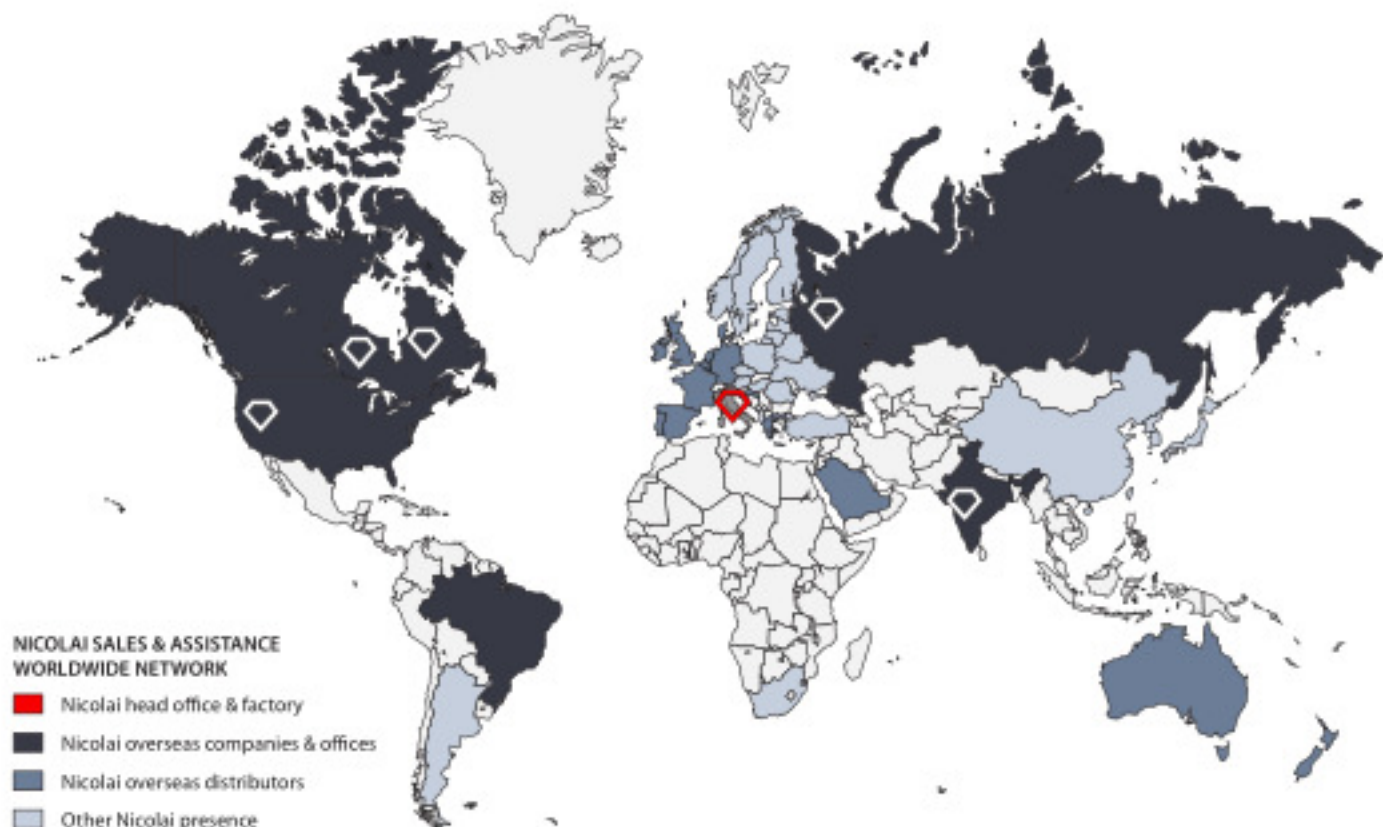 NICOLAI SALES & ASSISTANCE
WORLDWIDE NETWORK
Nicolai head office & factory
Nicolai overseas companies & offices
Nicolai overseas distributors
Other Nicolai presence